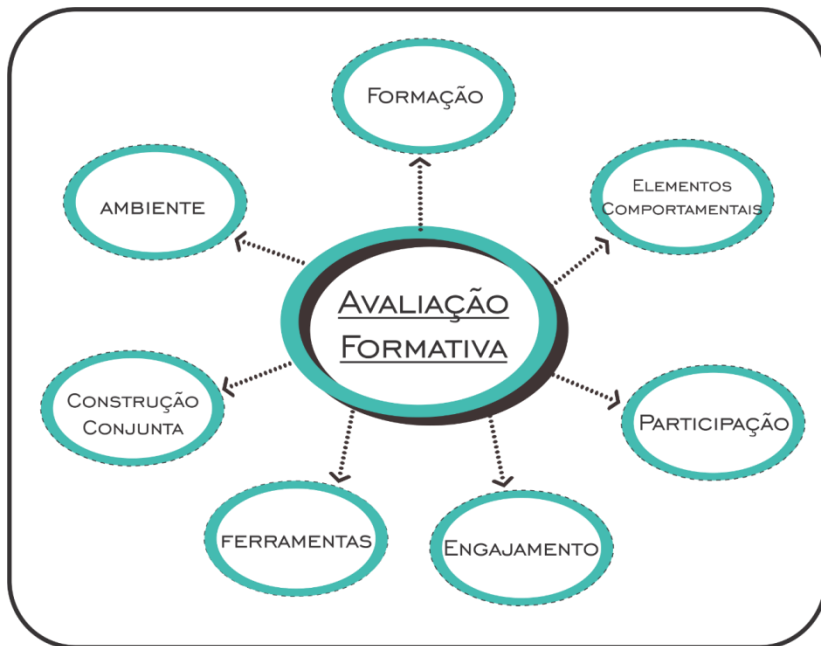 FORMAÇÃO
ELEMENTOS
COMPORTAMENTAIS
AMBIENTE
AVALIAÇÃO
FORMATIVA
CONSTRUÇÃO
CONJUNTA
PARTICIPAÇÃO
FERRAMENTAS
ENGAJAMENTO